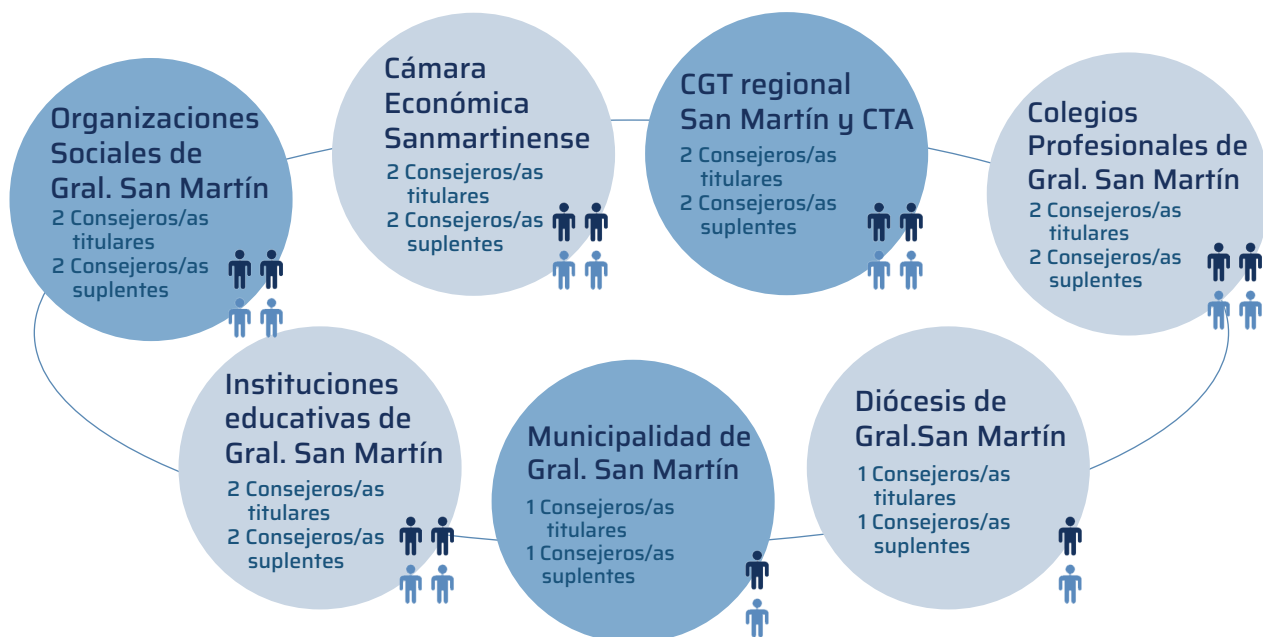 Organizaciones
Sociales de
Gral. San Martín
2 Consejeros/as
titulares
2 Consejeros/as
suplentes
Cámara
Económica
Sanmartinense
2 Consejeros/as
titulares
2 Consejeros/as
suplentes
CGT regional
San Martín y CTA
2 Consejeros/as
titulares
2 Consejeros/as
suplentes
Colegios
Profesionales de
Gral. San Martín
2 Consejeros/as
titulares
2 Consejeros/as
suplentes
Instituciones
educativas de
Gral. San Martín
2 Consejeros/as
titulares
2 Consejeros/as
suplentes
Municipalidad de
Gral. San Martín
1 Consejeros/as
titulares
1 Consejeros/as
suplentes
Diócesis de
Gral.San Martín
1 Consejeros/as
titulares
1 Consejeros/as
suplentes